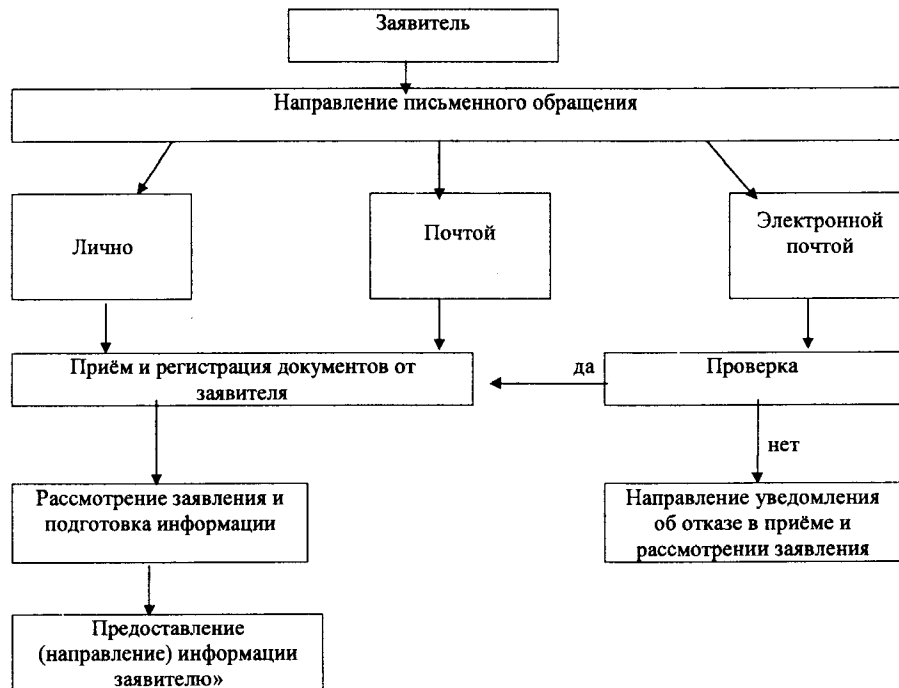 Заявитель
Направление письменного обращения
Лично
Почтой
Электронной
почтой
Приём и регистрация документов от
заявителя
да
Проверка
нет
Рассмотрение заявления и
подготовка информации
Направление уведомления
об отказе в приёме и
рассмотрении заявления
Предоставление
(направление) информации
заявителю»